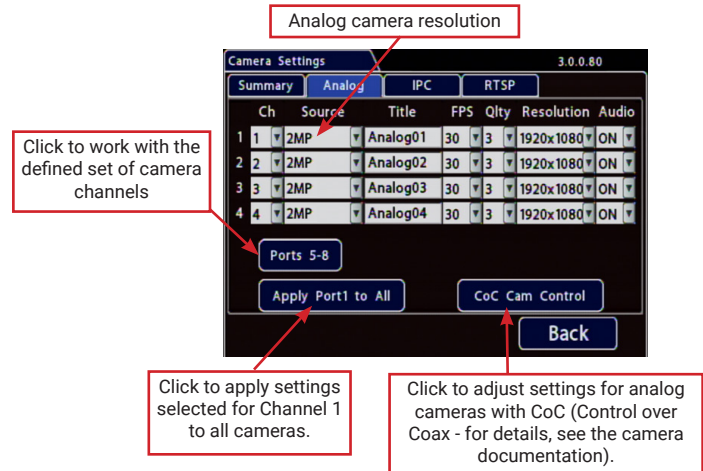 Analog camera resolution
Camera Settings 3.0.0.80
Summary Analog IPC RTSP
Ch Source Title FPS Qlty Resolution Audio
1 1 2MP Analog01 30 3 1920x1080 ON
2 2 2MP Analog02 30 3 1920x1080 ON
3 3 2MP Analog03 30 3 1920x1080 ON
4 4 2MP Analog04 30 3 1920x1080 ON
Click to work with the
defined set of camera
channels
Ports 5-8
Apply Port1 to All CoC Cam Control
Back
Click to apply settings
selected for Channel 1
to all cameras.
Click to adjust settings for analog
cameras with CoC (Control over
Coax - for details, see the camera
documentation).